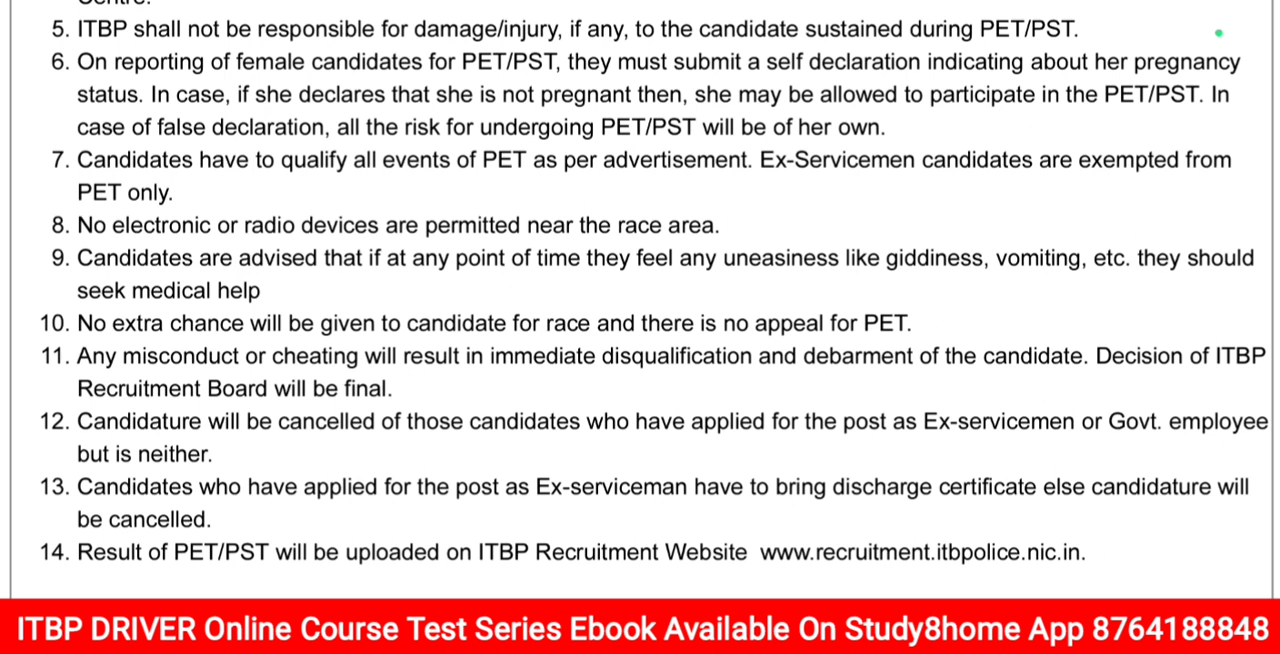 5. ITBP shall not be responsible for damage/injury, if any, to the candidate sustained during PET/PST.
6. On reporting of female candidates for PET/PST, they must submit a self declaration indicating about her pregnancy
status. In case, if she declares that she is not pregnant then, she may be allowed to participate in the PET/PST. In
case of false declaration, all the risk for undergoing PET/PST will be of her own.
7. Candidates have to qualify all events of PET as per advertisement. Ex-Servicemen candidates are exempted from
PET only.
8. No electronic or radio devices are permitted near the race area.
9. Candidates are advised that if at any point of time they feel any uneasiness like giddiness, vomiting, etc. they should
seek medical help
10. No extra chance will be given to candidate for race and there is no appeal for PET.
11. Any misconduct or cheating will result in immediate disqualification and debarment of the candidate. Decision of ITBP
Recruitment Board will be final.
12. Candidature will be cancelled of those candidates who have applied for the post as Ex-servicemen or Govt. employee
but is neither.
13. Candidates who have applied for the post as Ex-serviceman have to bring discharge certificate else candidature will
be cancelled.
14. Result of PET/PST will be uploaded on ITBP Recruitment Website www.recruitment.itbpolice.nic.in.
ITBP DRIVER Online Course Test Series Ebook Available On Study8home App 8764188848